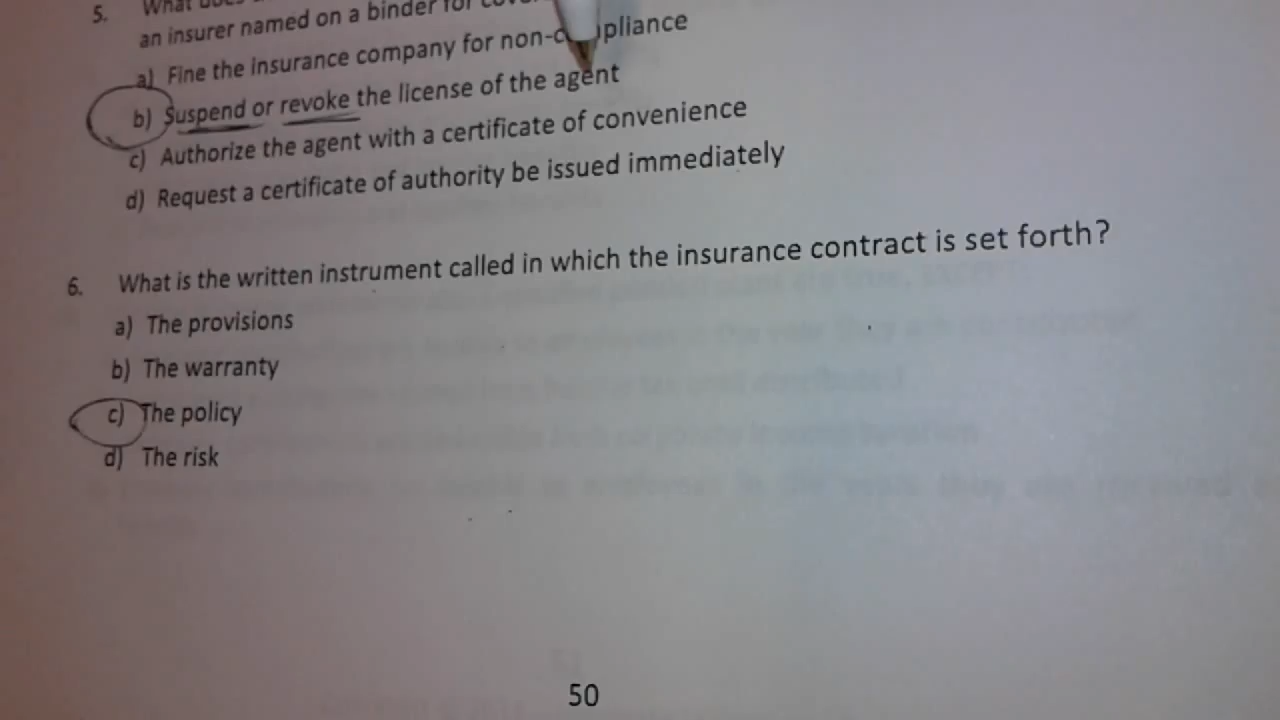 5. What
an insurer named on a binder for
a) Fine the insurance company for
b) Suspend or revoke the license of the agent
c) Authorize the agent with a certificate of convenience
d) Request a certificate of authority be issued immediately
6. What is the written instrument called in which the insurance contract is set forth?
a) The provisions
b) The warranty
c) The policy
d) The risk
50